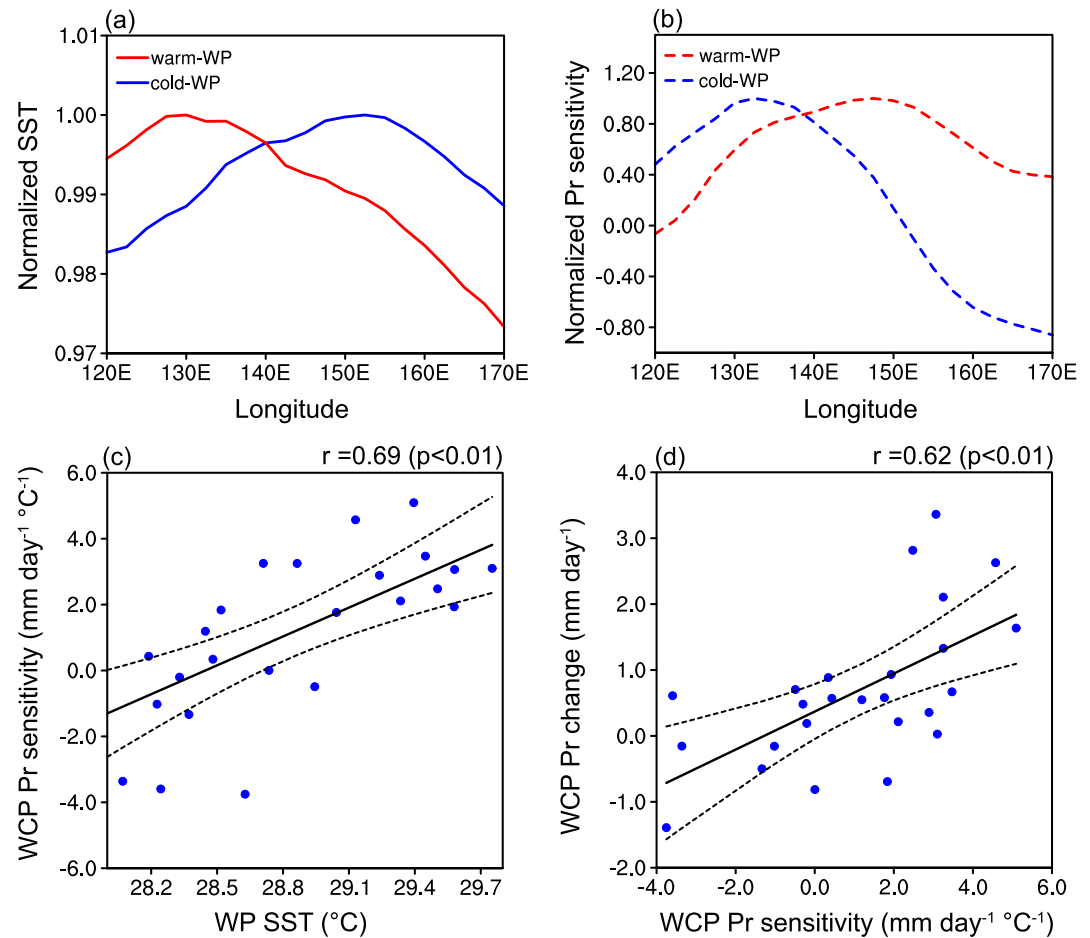 (a)
1.01
1.00
0.99
0.98
0.97
Normalized SST
warm-WP
cold-WP
120E 130E 140E 150E 160E 170E
Longitude
(b)
1.20
0.80
0.40
0.00
-0.40
-0.80
Normalized Pr sensitivity
warm-WP
cold-WP
120E 130E 140E 150E 160E 170E
Longitude
(c)
r =0.69 (p<0.01)
6.0
4.0
2.0
0.0
-2.0
-4.0
-6.0
WCP Pr sensitivity (mm day⁻¹ °C⁻¹)
28.2 28.5 28.8 29.1 29.4 29.7
WP SST (°C)
(d)
r =0.62 (p<0.01)
4.0
3.0
2.0
1.0
0.0
-1.0
-2.0
WCP Pr change (mm day⁻¹)
-4.0 -2.0 0.0 2.0 4.0 6.0
WCP Pr sensitivity (mm day⁻¹ °C⁻¹)